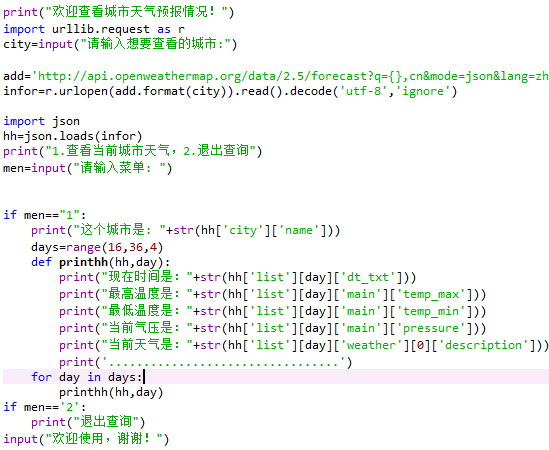 print("欢迎查看城市天气预报情况！")
import urllib.request as r
city=input("请输入想要查看的城市:")
add='http://api.openweathermap.org/data/2.5/forecast?q={},cn&mode=json&lang=zh
infor=r.urlopen(add.format(city)).read().decode('utf-8','ignore')
import json
hh=json.loads(infor)
print("1.查看当前城市天气，2.退出查询")
men=input("请输入菜单：")
if men=="1":
    print("这个城市是："+str(hh['city']['name']))
    days=range(16,36,4)
    def printhh(hh,day):
        print("现在时间是："+str(hh['list'][day]['dt_txt']))
        print("最高温度是："+str(hh['list'][day]['main']['temp_max']))
        print("最低温度是："+str(hh['list'][day]['main']['temp_min']))
        print("当前气压是："+str(hh['list'][day]['main']['pressure']))
        print("当前天气是："+str(hh['list'][day]['weather'][0]['description']))
        print('................................')
    for day in days:
        printhh(hh,day)
if men=='2':
    print("退出查询")
input("欢迎使用，谢谢！")